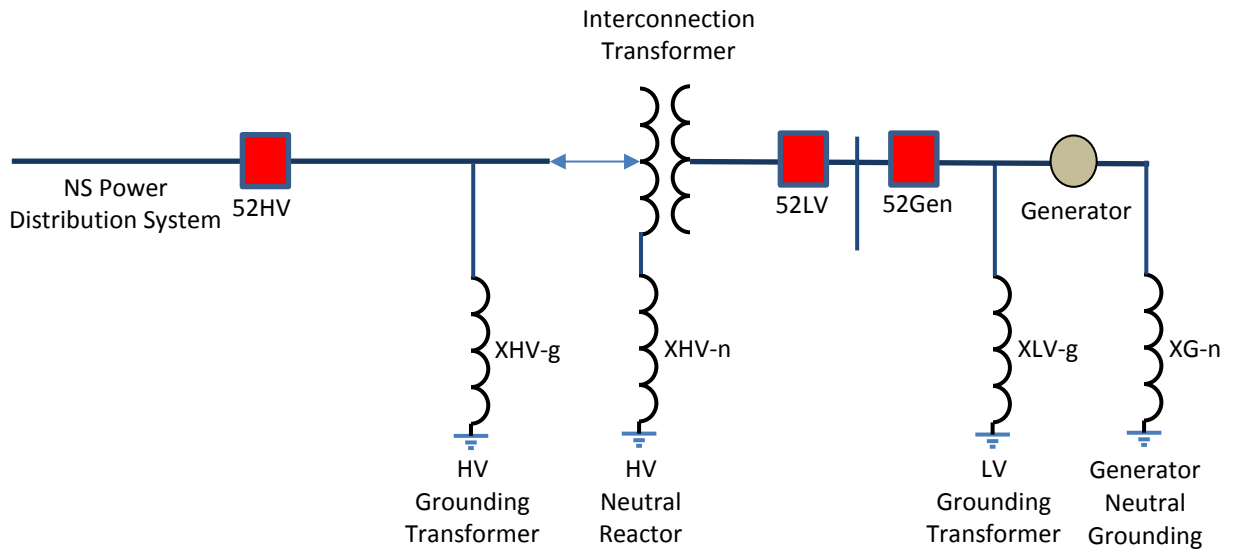 Interconnection
Transformer
NS Power
Distribution System
52HV
52LV
52Gen
Generator
XHV-g
XHV-n
XLV-g
XG-n
HV
Grounding
Transformer
HV
Neutral
Reactor
LV
Grounding
Transformer
Generator
Neutral
Grounding